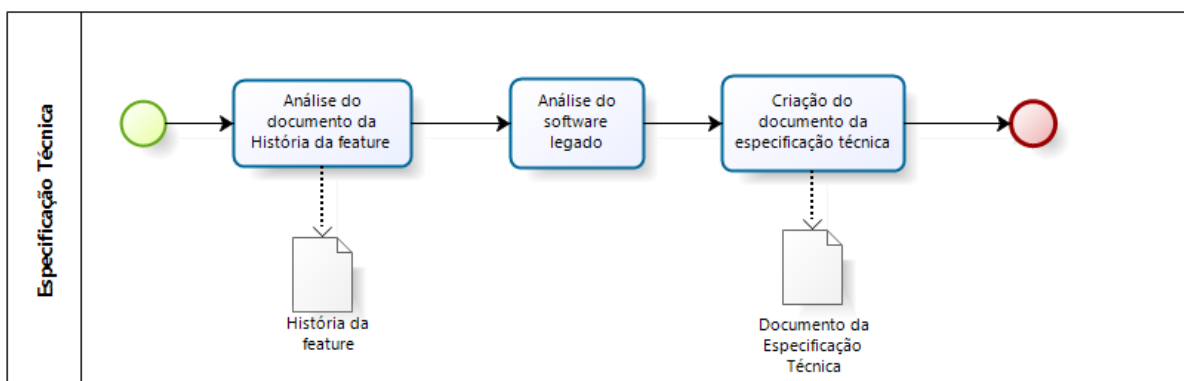 Especificação Técnica
Análise do
documento da
História da feature
Análise do
software
legado
Criação do
documento da
especificação técnica
História da
feature
Documento da
Especificação
Técnica